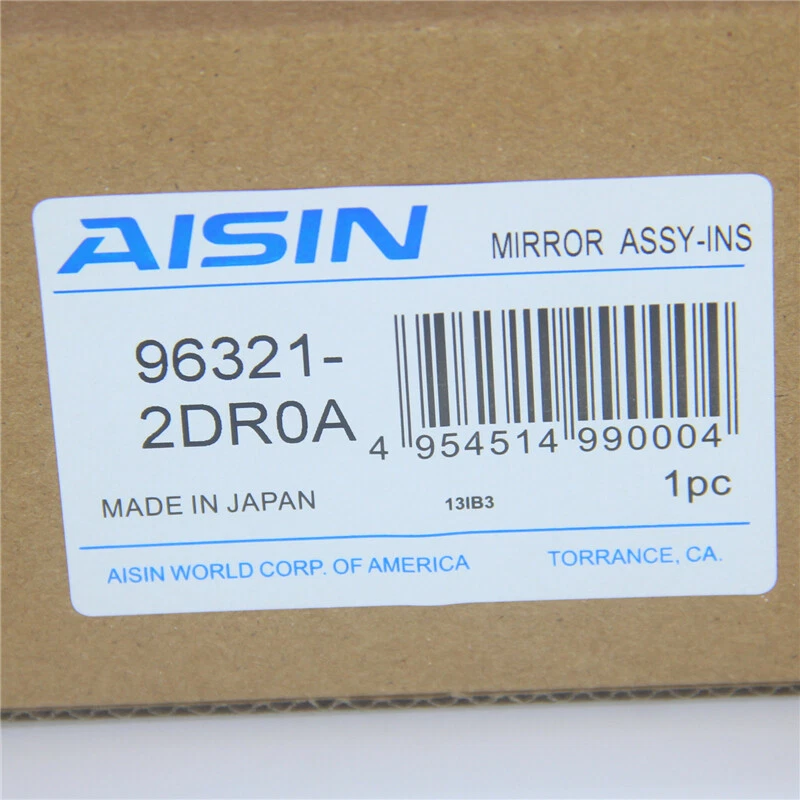 AISIN
MIRROR ASSY-INS
96321-
2DR0A
4 954514 990004
1pc
MADE IN JAPAN
13IB3
AISIN WORLD CORP. OF AMERICA
TORRANCE, CA.